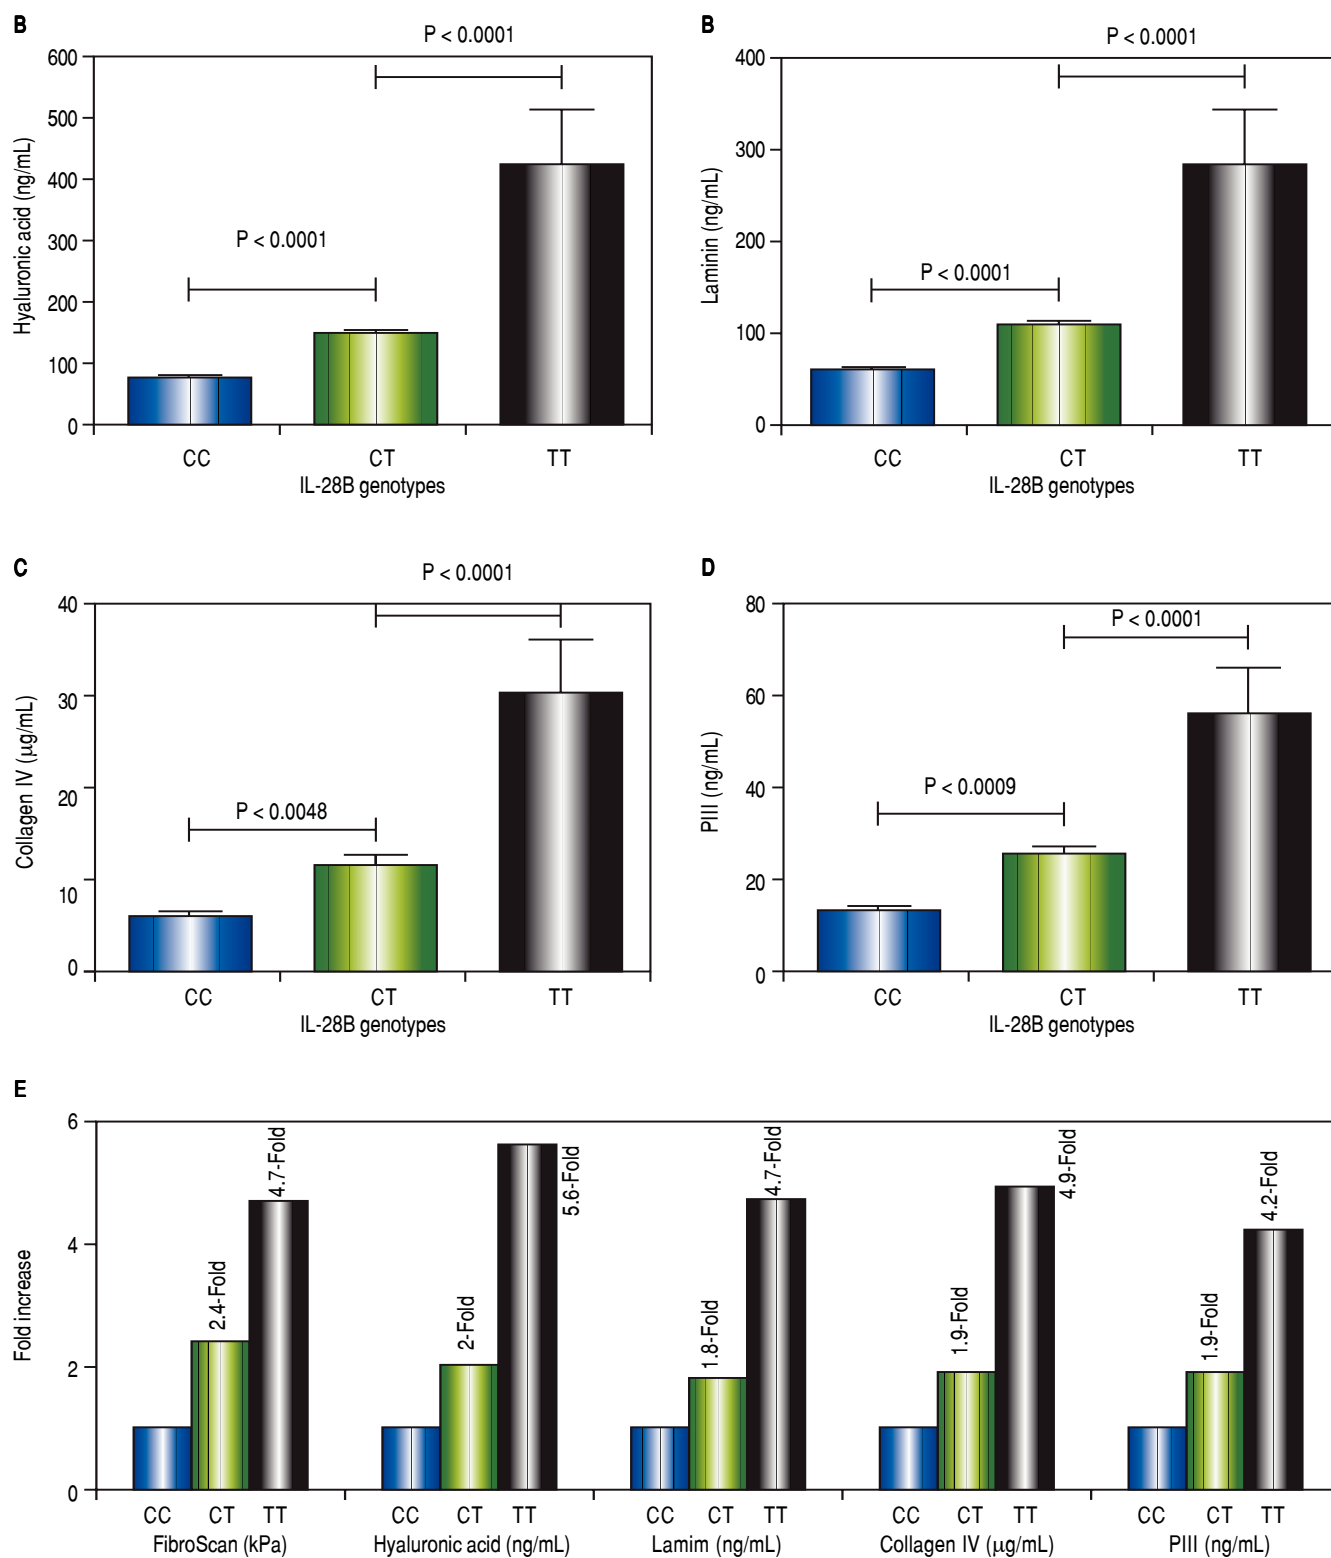 B
P < 0.0001
600
500
400
300
200
100
0
Hyaluronic acid (ng/mL)
P < 0.0001
CC CT TT
IL-28B genotypes
B
P < 0.0001
400
300
200
100
0
Laminin (ng/mL)
P < 0.0001
CC CT TT
IL-28B genotypes
C
P < 0.0001
40
30
20
10
0
Collagen IV (µg/mL)
P < 0.0048
CC CT TT
IL-28B genotypes
D
80
60
40
20
0
PIII (ng/mL)
P < 0.0001
P < 0.0009
CC CT TT
IL-28B genotypes
E
6
4
2
0
Fold increase
2.4-Fold
4.7-Fold
2-Fold
5.6-Fold
1.8-Fold
4.7-Fold
1.9-Fold
4.9-Fold
1.9-Fold
4.2-Fold
CC CT TT CC CT TT CC CT TT CC CT TT CC CT TT
FibroScan (kPa) Hyaluronic acid (ng/mL) Lamim (ng/mL) Collagen IV (µg/mL) PIII (ng/mL)